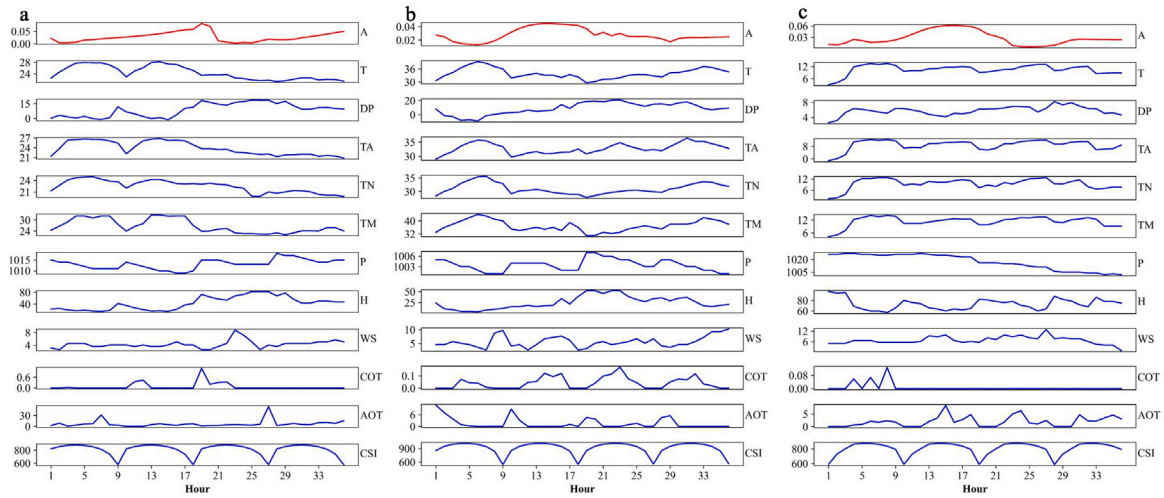 a
0.05
A
28
24
T
15
0
DP
27
24
21
TA
24
21
TN
30
24
TM
1015
1010
P
80
40
H
8
4
WS
0.6
0.0
COT
30
0
AOT
800
600
CSI
1 5 9 13 17 21 25 29 33
Hour
b
0.04
0.02
A
36
30
T
20
0
DP
35
30
TA
35
30
TN
40
32
TM
1006
1003
P
50
25
H
10
5
WS
0.1
0.0
COT
6
0
AOT
900
600
CSI
1 5 9 13 17 21 25 29 33
Hour
c
0.06
0.03
A
12
6
T
8
4
DP
8
0
TA
12
6
TN
12
6
TM
1020
1005
P
80
60
H
12
6
WS
0.08
0.00
COT
5
0
AOT
800
600
CSI
1 5 9 13 17 21 25 29 33
Hour